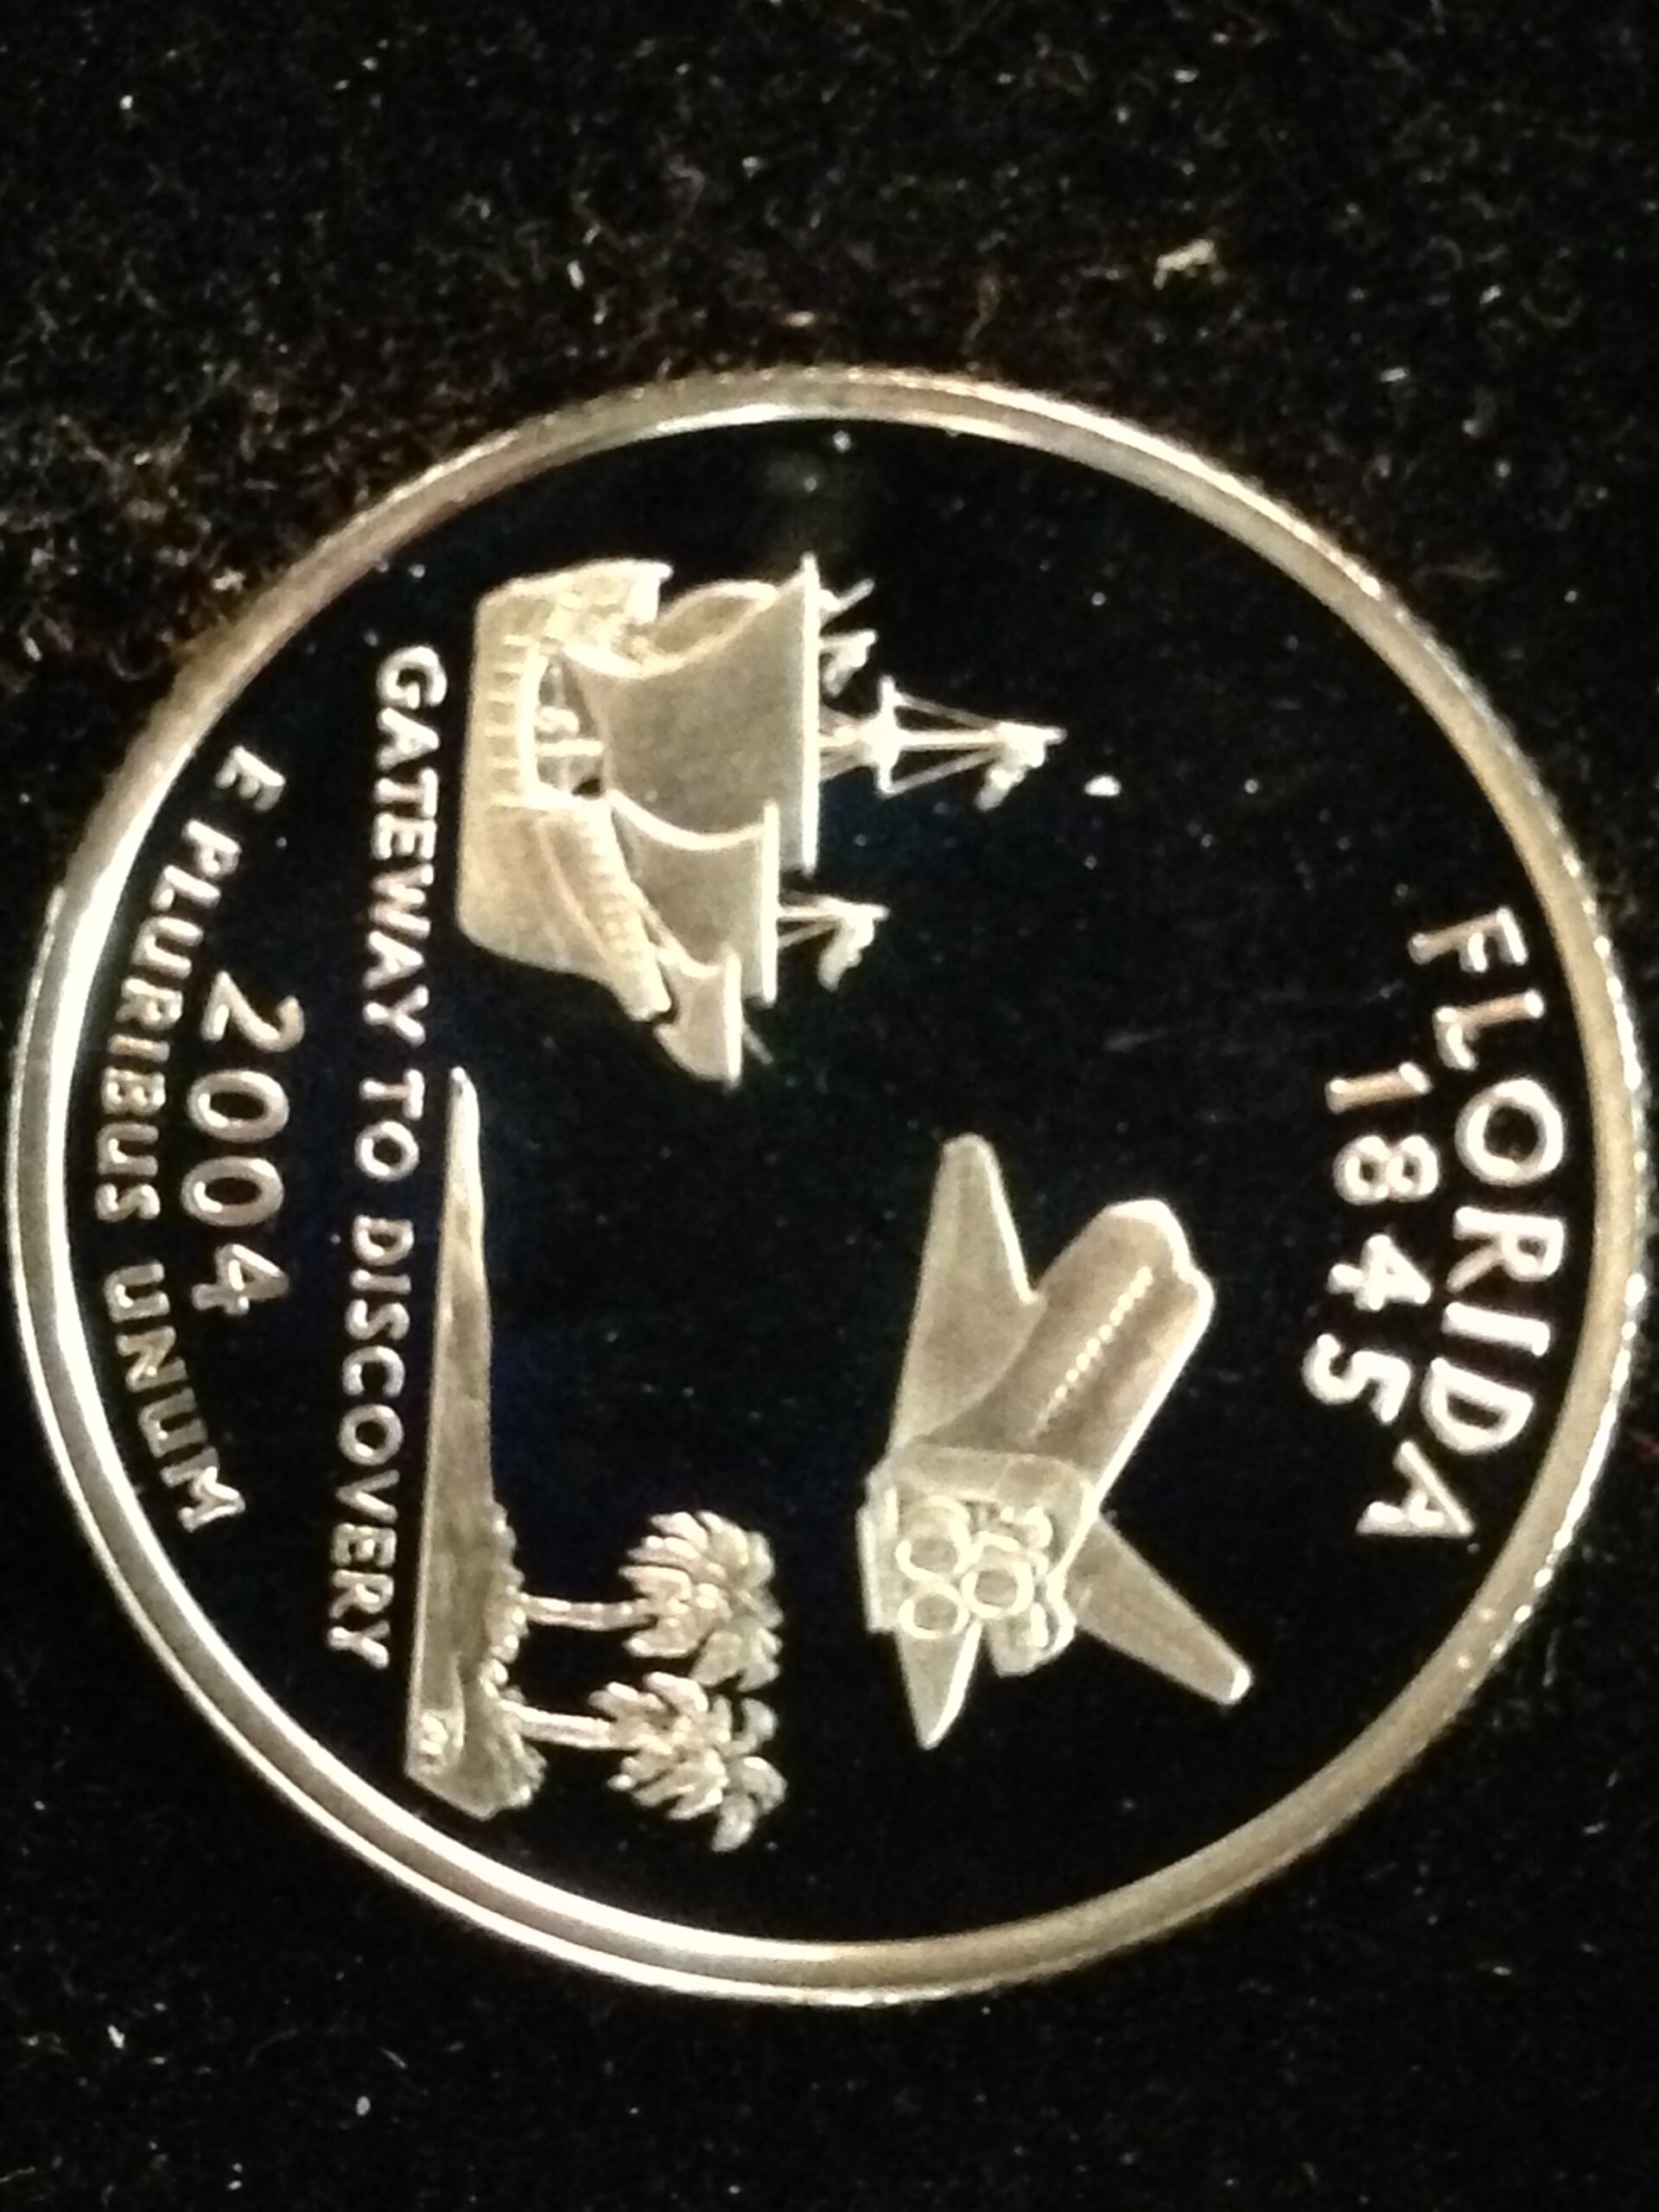 FLORIDA
1845
GATEWAY TO DISCOVERY
2004
E PLURIBUS UNUM